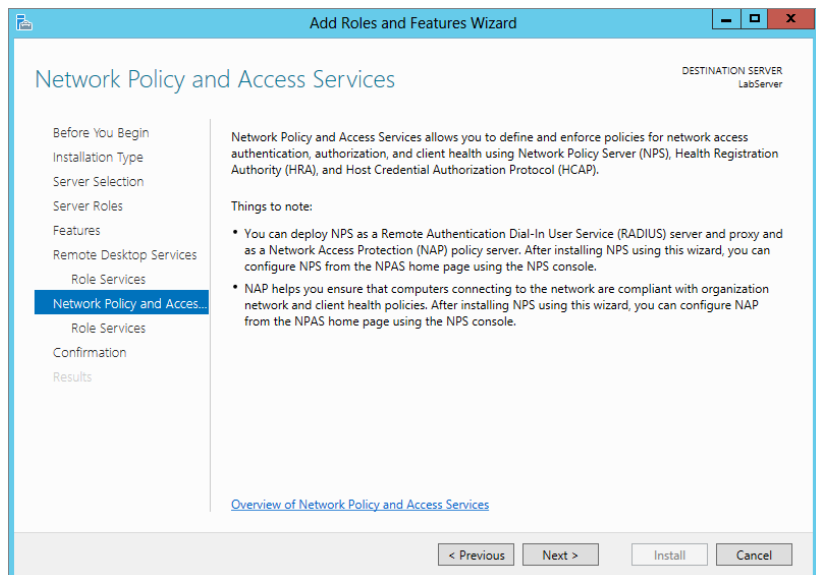 Add Roles and Features Wizard
Network Policy and Access Services
DESTINATION SERVER
LabServer
Before You Begin
Installation Type
Server Selection
Server Roles
Features
Remote Desktop Services
Role Services
Network Policy and Acces...
Role Services
Confirmation
Results
Network Policy and Access Services allows you to define and enforce policies for network access
authentication, authorization, and client health using Network Policy Server (NPS), Health Registration
Authority (HRA), and Host Credential Authorization Protocol (HCAP).
Things to note:
• You can deploy NPS as a Remote Authentication Dial-In User Service (RADIUS) server and proxy and
as a Network Access Protection (NAP) policy server. After installing NPS using this wizard, you can
configure NPS from the NPAS home page using the NPS console.
• NAP helps you ensure that computers connecting to the network are compliant with organization
network and client health policies. After installing NPS using this wizard, you can configure NAP
from the NPAS home page using the NPS console.
Overview of Network Policy and Access Services
< Previous
Next >
Install
Cancel